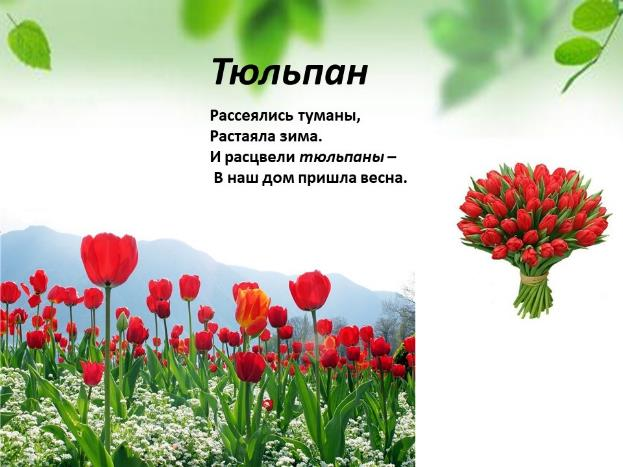 Тюльпан
Рассеялись туманы,
Растаяла зима.
И расцвели тюльпаны –
В наш дом пришла весна.